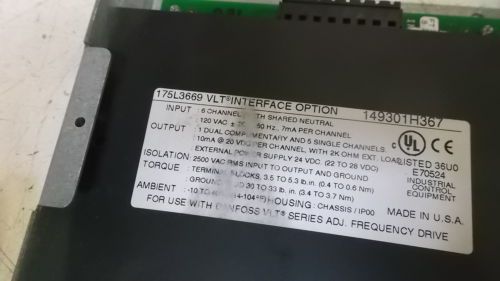 175L3669 VLT® INTERFACE OPTION 149301H367
INPUT : 6 CHANNEL WITH SHARED NEUTRAL
: 120 VAC ± 50 HZ., 7mA PER CHANNEL
OUTPUT : 1 DUAL COMPLIMENTARY AND 5 SINGLE CHANNELS.
10mA @ 20 VDC PER CHANNEL, WITH 2K OHM EXT. LOAD
EXTERNAL POWER SUPPLY 24 VDC. (22 TO 28 VDC)
ISOLATION: 2500 VAC RMS INPUT TO OUTPUT AND GROUND
TORQUE : TERMINAL BLOCKS, 3.5 TO 5.3 lb in. (0.4 TO 0.6 Nm)
: 30 TO 33 lb in. (3.4 TO 3.7 Nm)
AMBIENT : -10 TO HOUSING : CHASSIS / IP00
FOR USE WITH DANFOSS VLT® SERIES ADJ. FREQUENCY DRIVE
UL ®
LISTED 36U0
E70524
INDUSTRIAL
CONTROL
EQUIPMENT
MADE IN U.S.A.